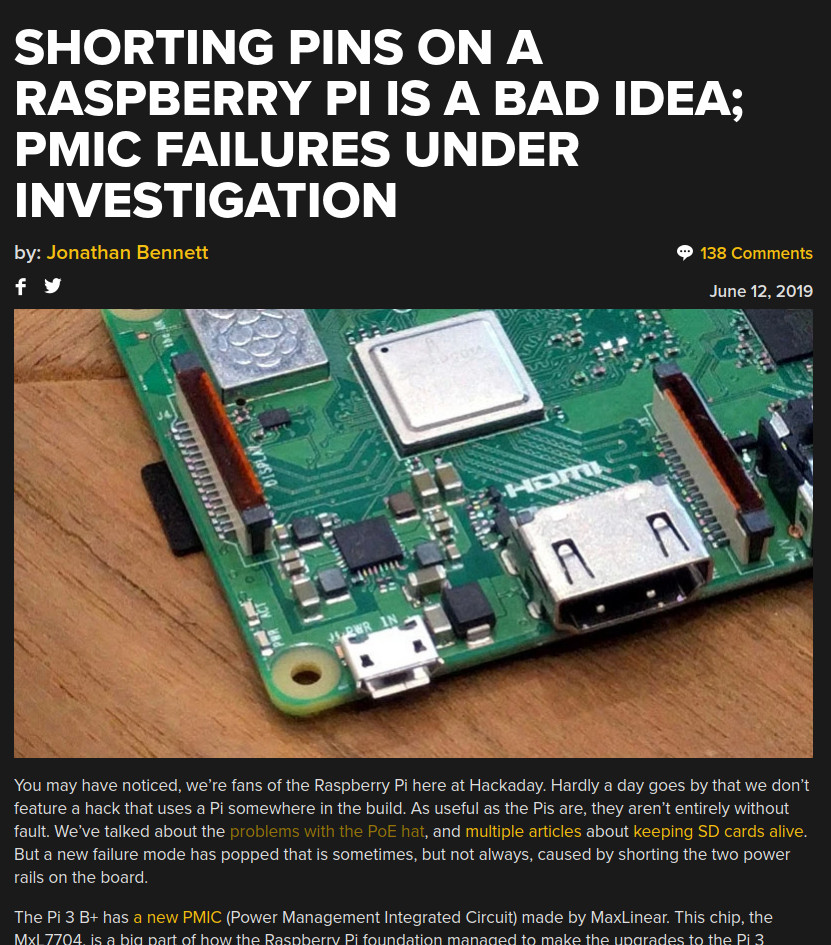 SHORTING PINS ON A
RASPBERRY PI IS A BAD IDEA;
PMIC FAILURES UNDER
INVESTIGATION
by: Jonathan Bennett
138 Comments
June 12, 2019
J4
DISPLAY
HDMI
PWR IN
PWR ACT
You may have noticed, we’re fans of the Raspberry Pi here at Hackaday. Hardly a day goes by that we don’t
feature a hack that uses a Pi somewhere in the build. As useful as the Pis are, they aren’t entirely without
fault. We’ve talked about the problems with the PoE hat, and multiple articles about keeping SD cards alive.
But a new failure mode has popped that is sometimes, but not always, caused by shorting the two power
rails on the board.
The Pi 3 B+ has a new PMIC (Power Management Integrated Circuit) made by MaxLinear. This chip, the
MxL7704, is a big part of how the Raspberry Pi foundation managed to make the upgrades to the Pi 3